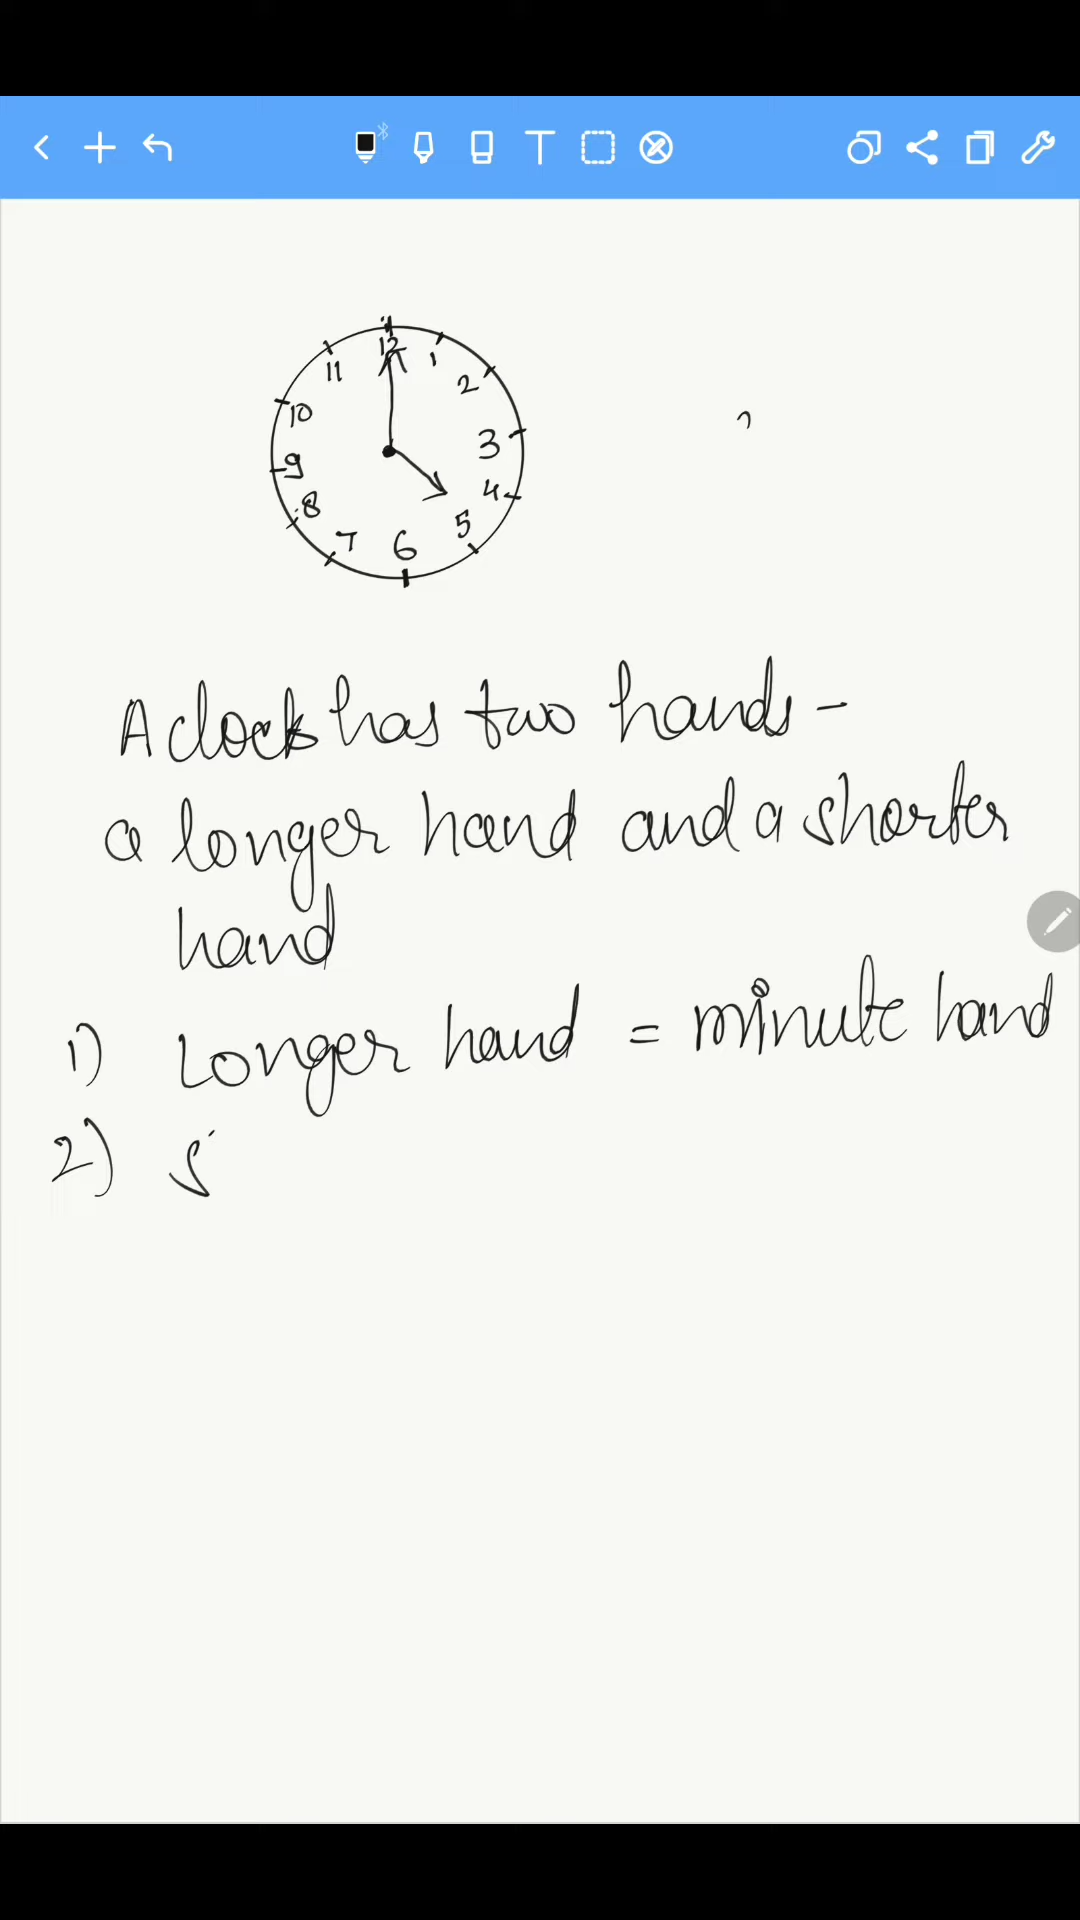 12
11
1
10
2
9
3
8
4
7
6
5
A clock has two hands -
a longer hand and a shorter
hand
1) Longer hand = minute hand
2) S